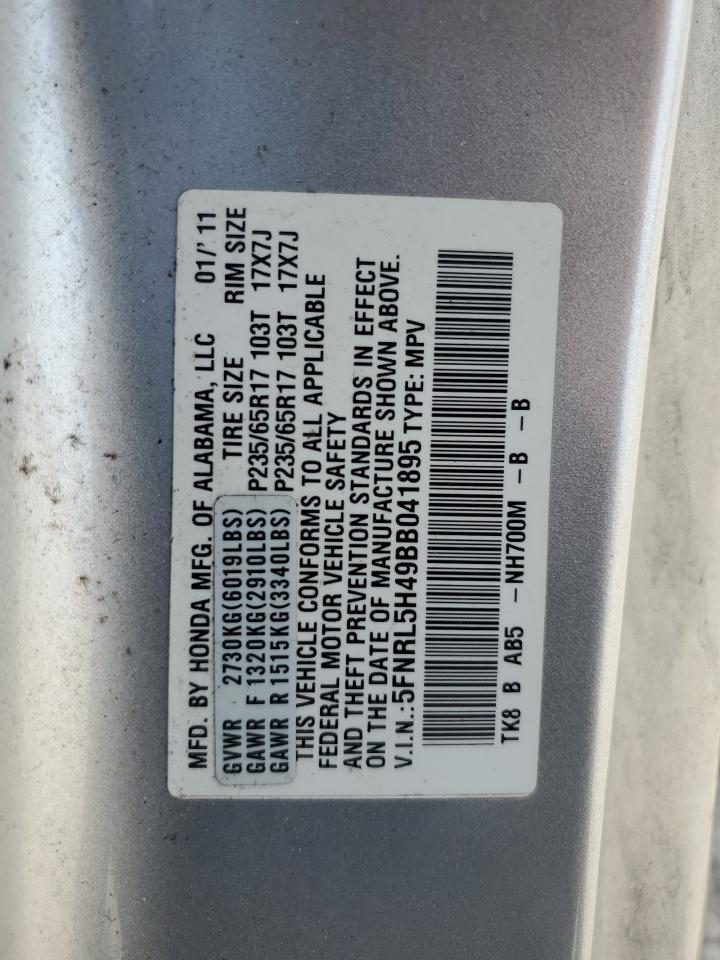 MFD. BY HONDA MFG. OF ALABAMA, LLC 01/'11
GVWR 2730KG(6019LBS) TIRE SIZE RIM SIZE
GAWR F 1320KG(2910LBS) P235/65R17 103T 17X7J
GAWR R 1515KG(3340LBS) P235/65R17 103T 17X7J
THIS VEHICLE CONFORMS TO ALL APPLICABLE
FEDERAL MOTOR VEHICLE SAFETY
AND THEFT PREVENTION STANDARDS IN EFFECT
ON THE DATE OF MANUFACTURE SHOWN ABOVE.
V.I.N.:5FNRL5H49BB041895 TYPE: MPV
TK8 B AB5 -NH700M -B -B